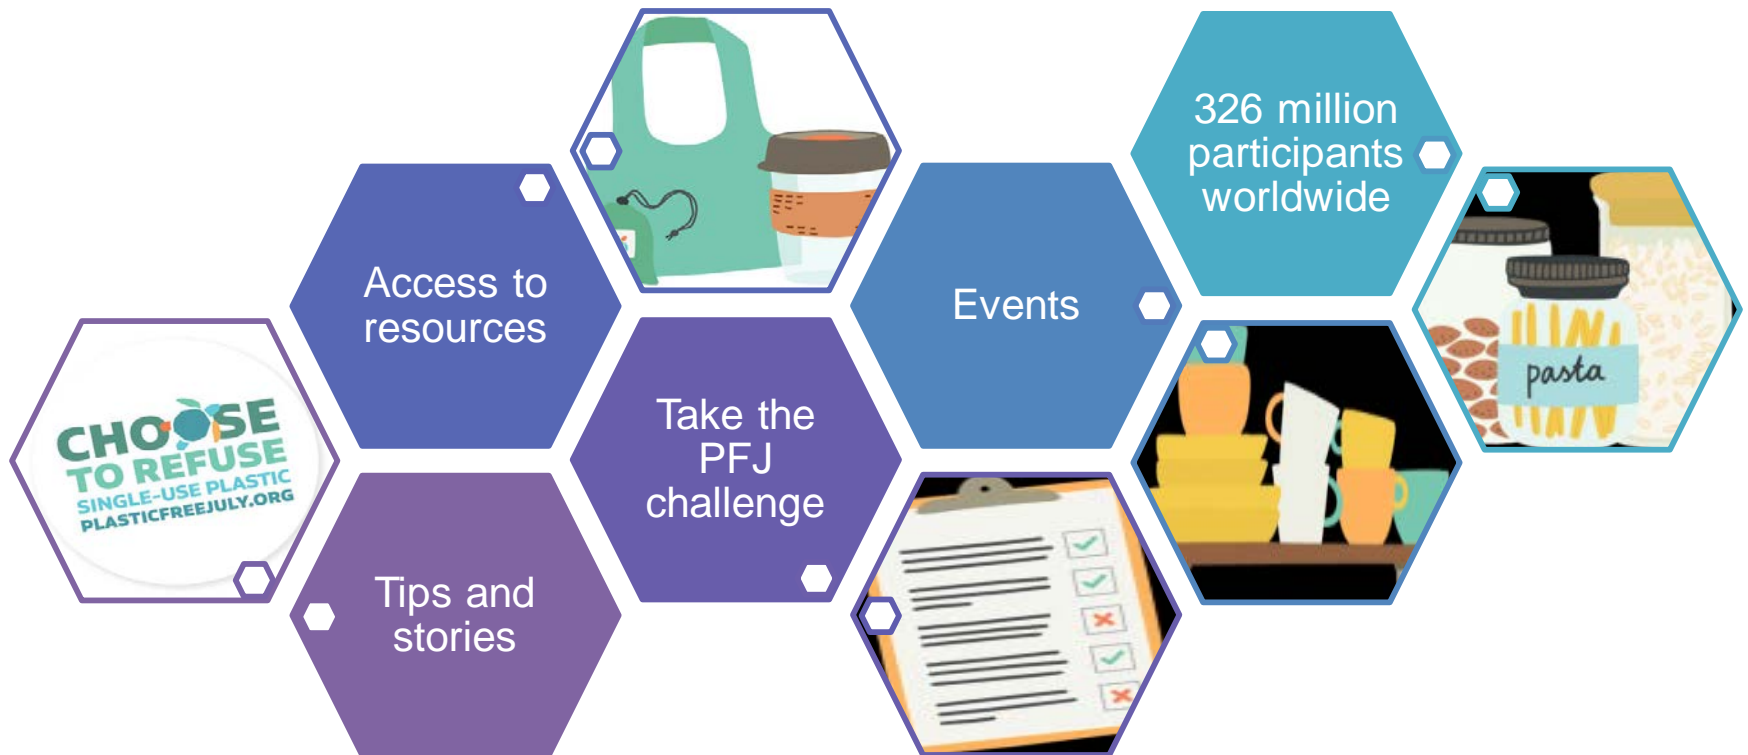 CHOOSE
TO REFUSE
SINGLE-USE PLASTIC
PLASTICFREEJULY.ORG
Access to
resources
Tips and
stories
Take the
PFJ
challenge
Events
326 million
participants
worldwide
pasta